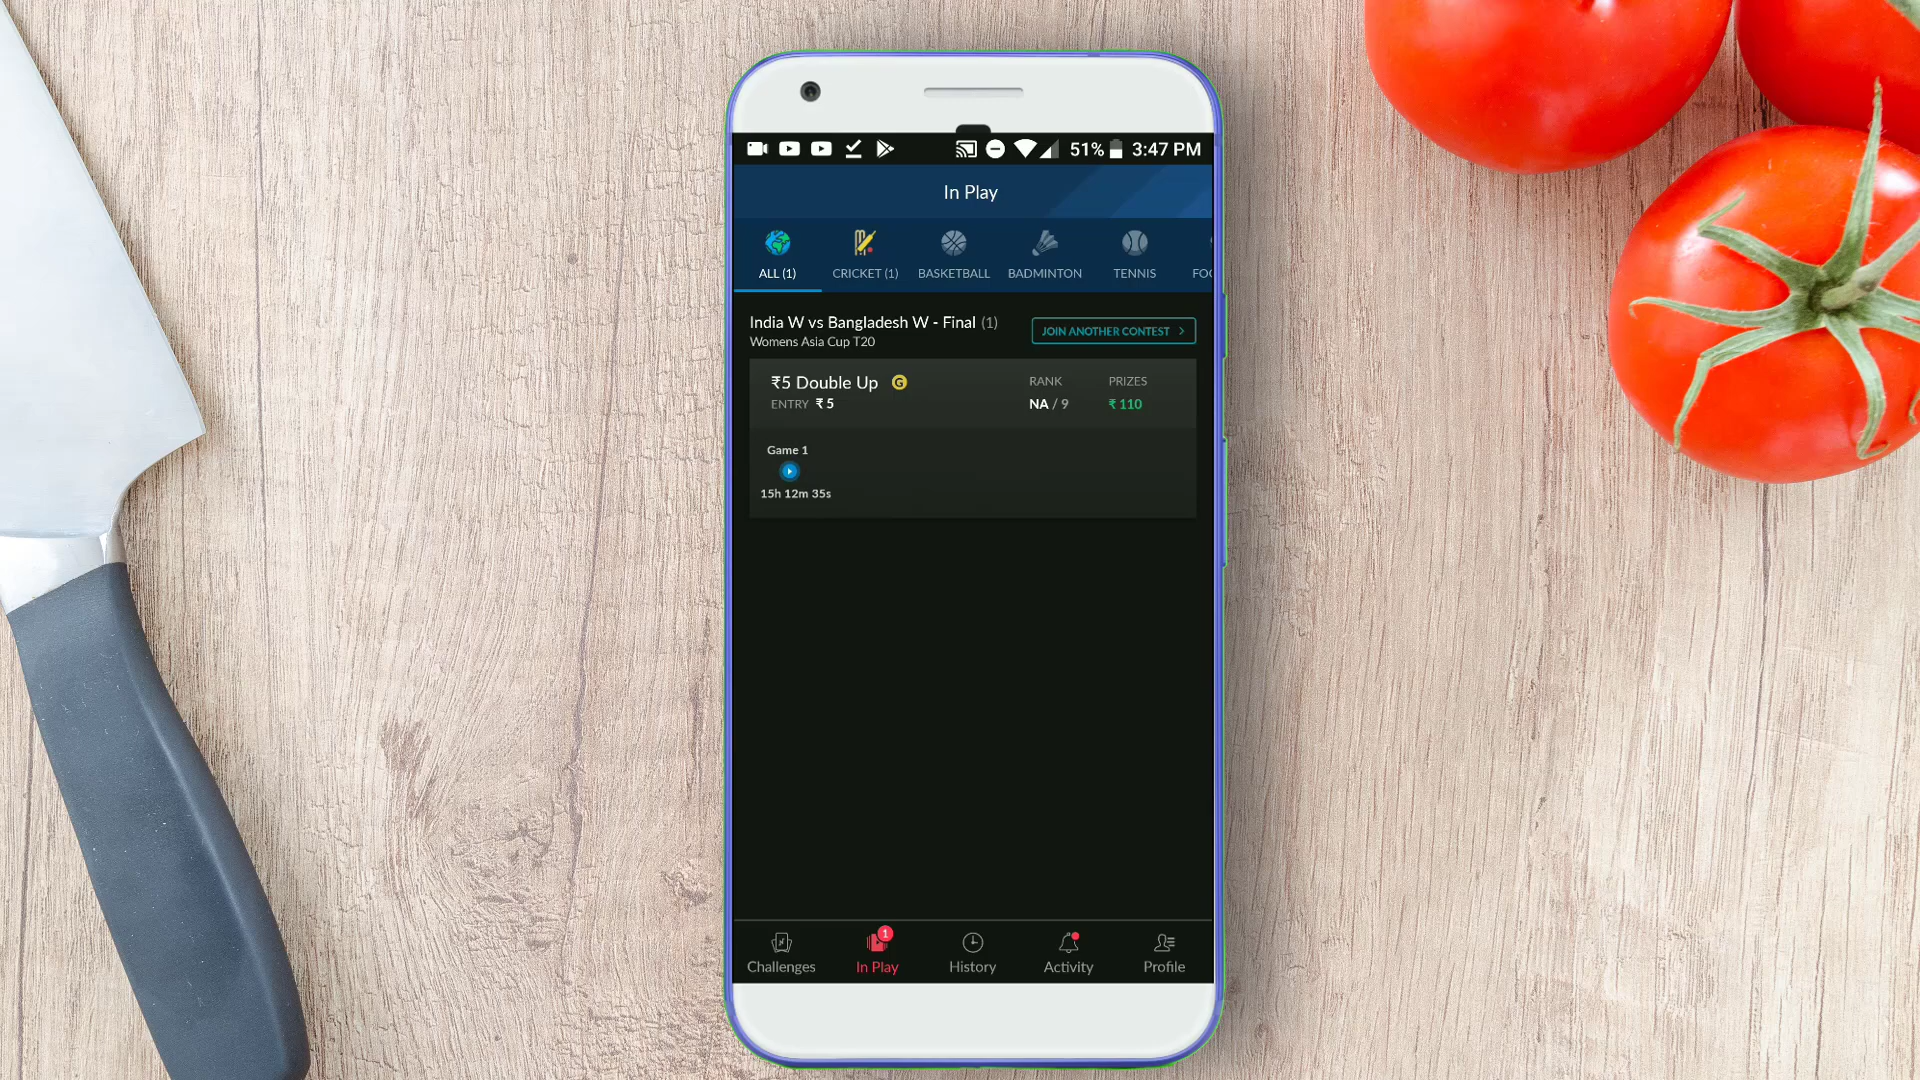 51% 3:47 PM
In Play
ALL (1) CRICKET (1) BASKETBALL BADMINTON TENNIS FOO
India W vs Bangladesh W - Final (1)
Womens Asia Cup T20
JOIN ANOTHER CONTEST >
₹5 Double Up G
ENTRY ₹ 5
RANK PRIZES
NA / 9 ₹ 110
Game 1
15h 12m 35s
1
Challenges In Play History Activity Profile